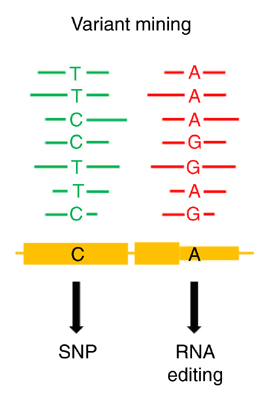 Variant mining
T A
T A
C A
C G
T G
T A
C G
C A
SNP RNA
editing